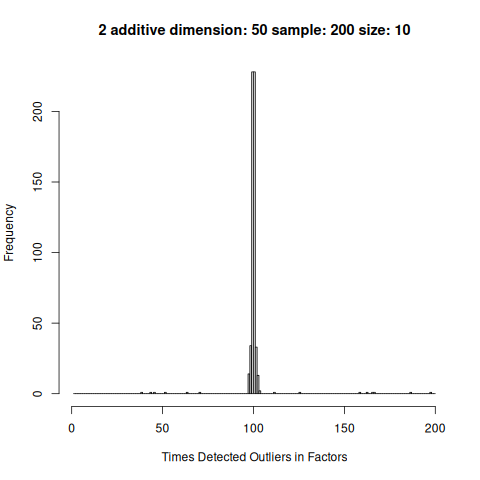 2 additive dimension: 50 sample: 200 size: 10
200
150
100
50
0
Frequency
0 50 100 150 200
Times Detected Outliers in Factors